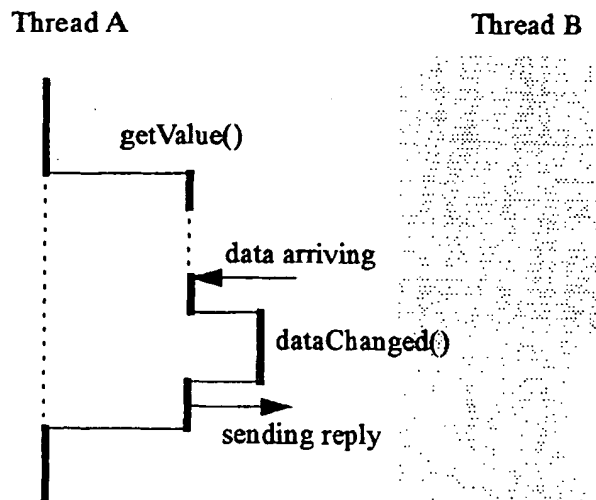 Thread A
Thread B
getValue()
data arriving
dataChanged()
sending reply